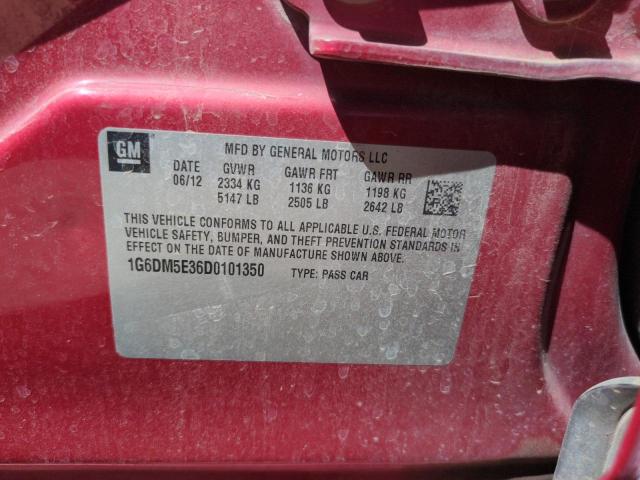 GM
MFD BY GENERAL MOTORS LLC
DATE GVWR GAWR FRT GAWR RR
06/12 2334 KG 1136 KG 1198 KG
5147 LB 2505 LB 2642 LB
THIS VEHICLE CONFORMS TO ALL APPLICABLE U.S. FEDERAL MOTOR
VEHICLE SAFETY, BUMPER, AND THEFT PREVENTION STANDARDS IN
EFFECT ON THE DATE OF MANUFACTURE SHOWN ABOVE.
1G6DM5E36D0101350 TYPE: PASS CAR